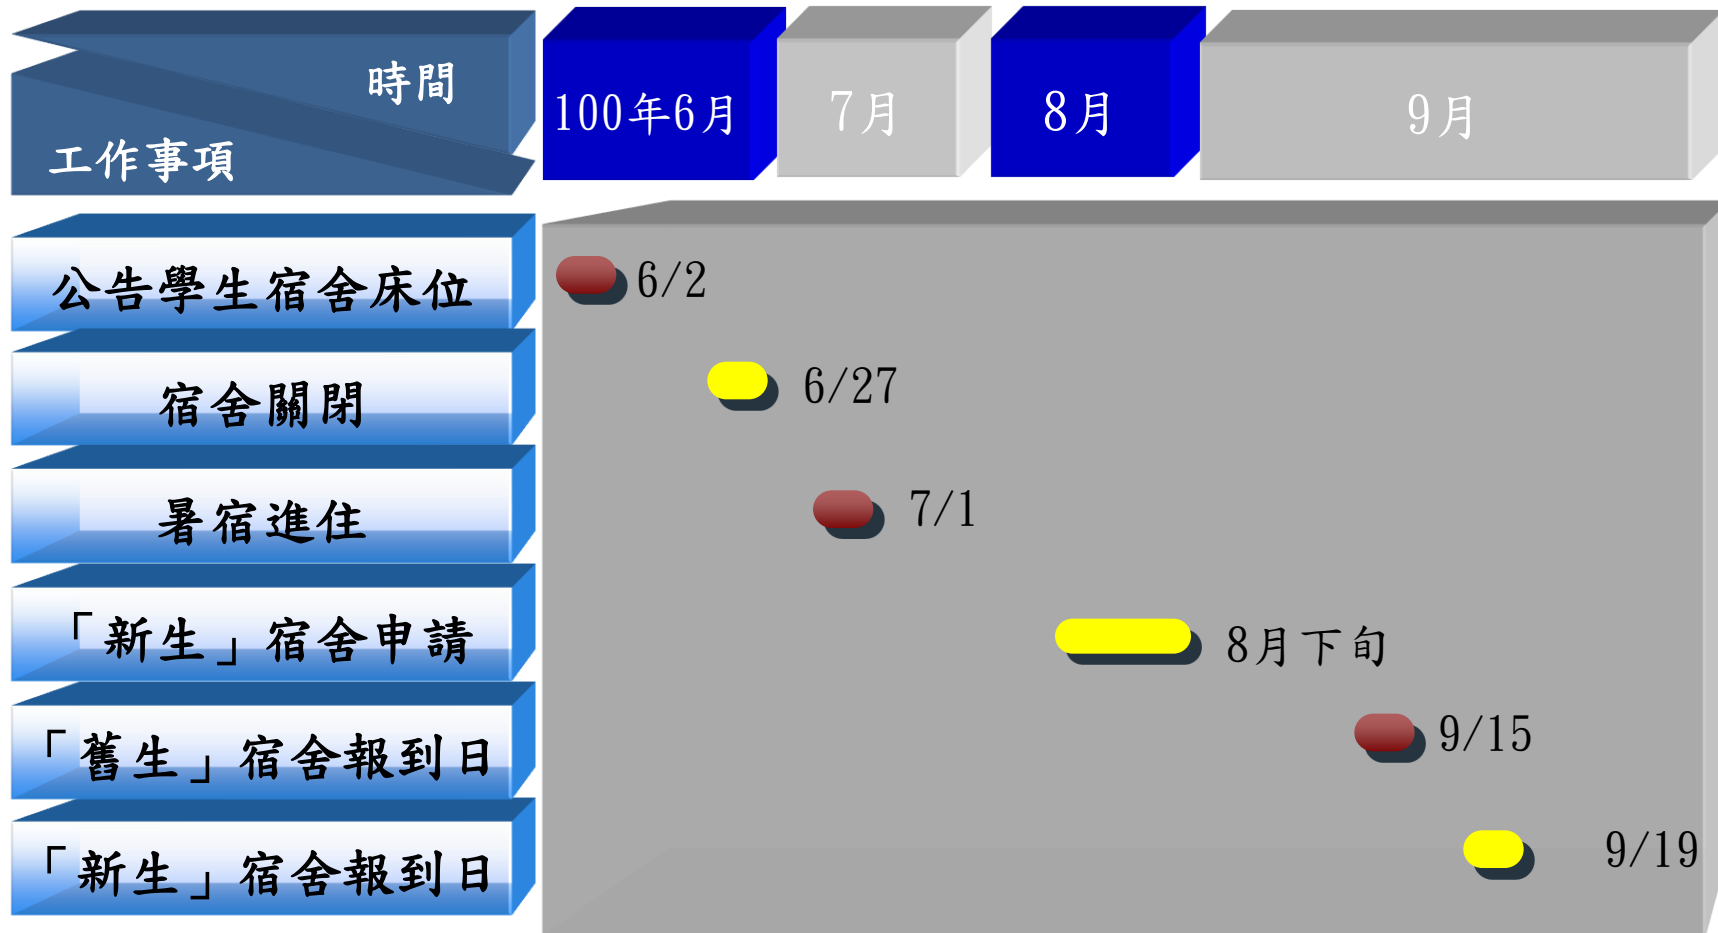 時間
工作事項
100年6月
7月
8月
9月
公告學生宿舍床位
6/2
宿舍關閉
6/27
暑宿進住
7/1
「新生」宿舍申請
8月下旬
「舊生」宿舍報到日
9/15
「新生」宿舍報到日
9/19